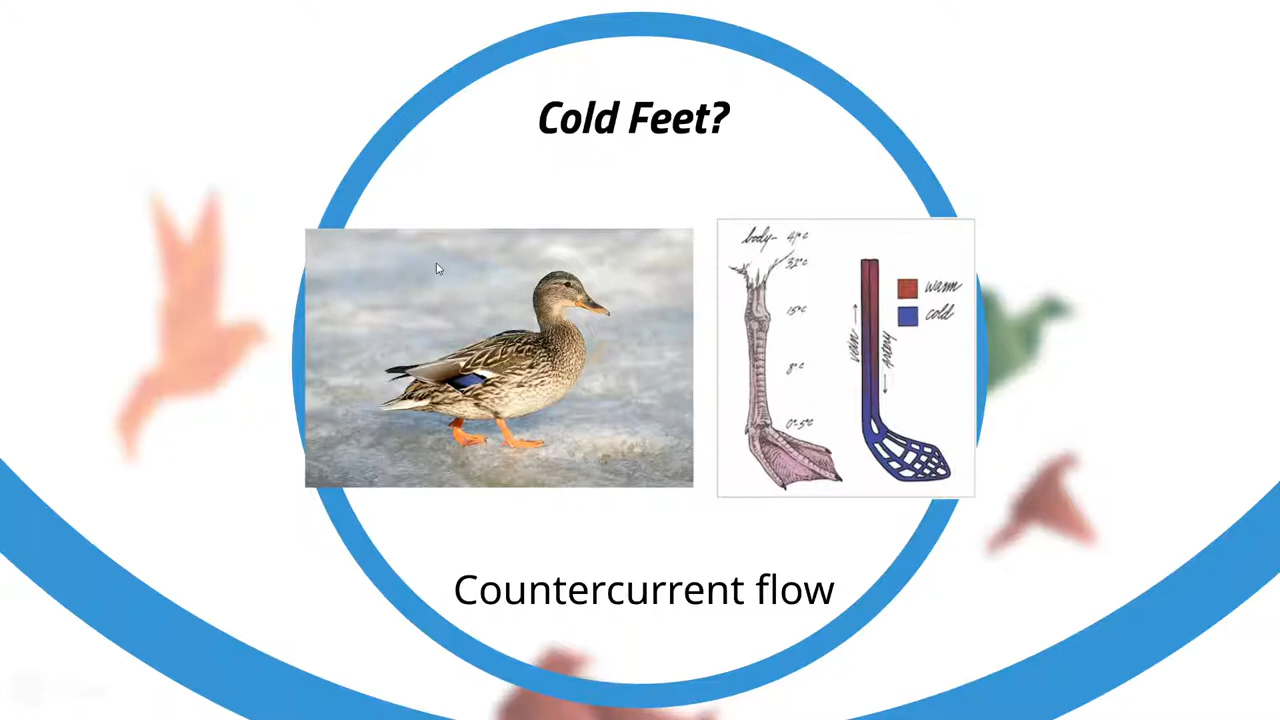 Cold Feet?
body- 41°C
32°C
15°C
8°C
0°-5°C
warm
cold
vein
artery
Countercurrent flow